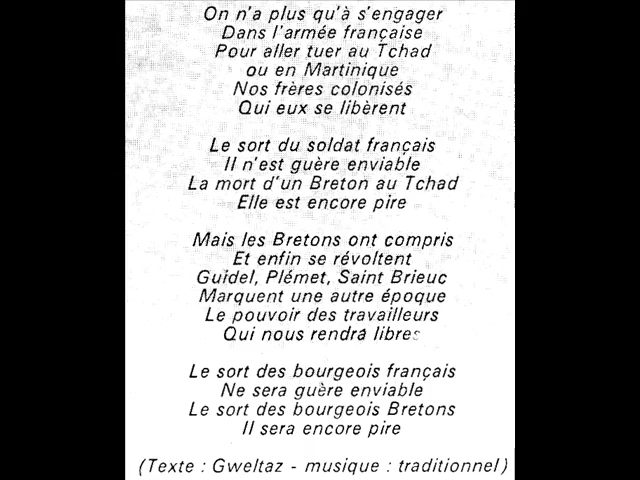 On n'a plus qu'à s'engager
Dans l'armée française
Pour aller tuer au Tchad
ou en Martinique
Nos frères colonisés
Qui eux se libèrent
Le sort du soldat français
Il n'est guère enviable
La mort d'un Breton au Tchad
Elle est encore pire
Mais les Bretons ont compris
Et enfin se révoltent
Guidel, Plémet, Saint Brieuc
Marquent une autre époque
Le pouvoir des travailleurs
Qui nous rendra libres
Le sort des bourgeois français
Ne sera guère enviable
Le sort des bourgeois Bretons
Il sera encore pire
(Texte : Gweltaz - musique : traditionnel)